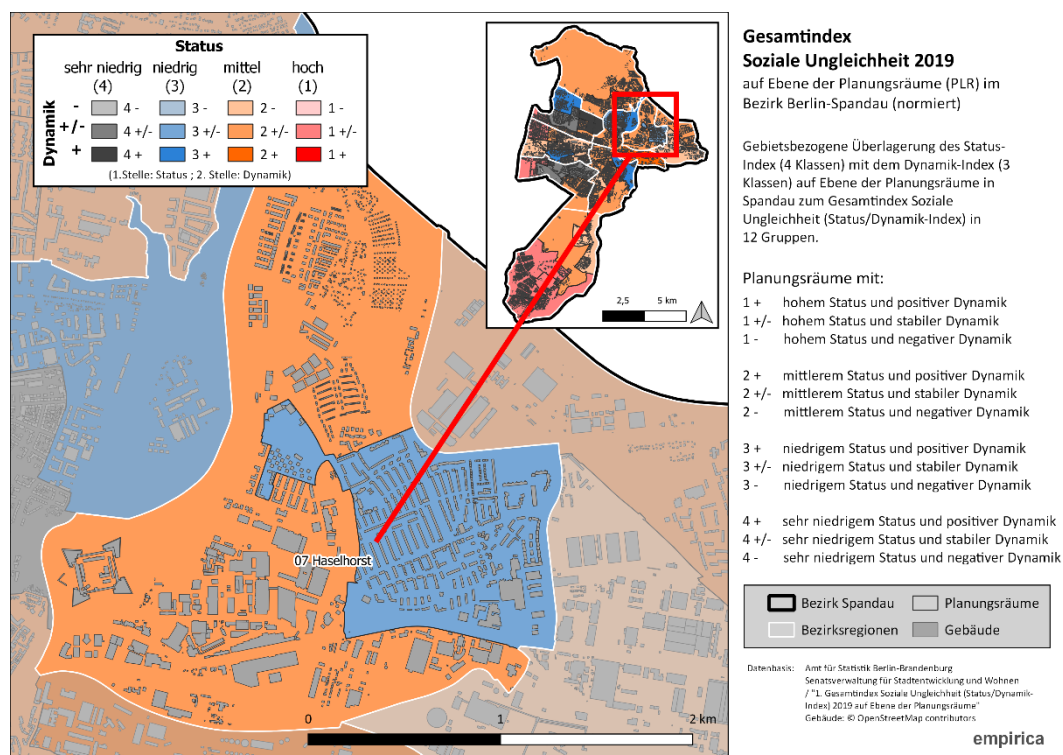 Status
sehr niedrig niedrig mittel hoch
(4) (3) (2) (1)
Dynamik
- 4 - 3 - 2 - 1 -
+/- 4 +/- 3 +/- 2 +/- 1 +/-
+ 4 + 3 + 2 + 1 +
(1.Stelle: Status ; 2. Stelle: Dynamik)
2,5 5 km
07 Haselhorst
0 1 2 km
Gesamtindex
Soziale Ungleichheit 2019
auf Ebene der Planungsräume (PLR) im
Bezirk Berlin-Spandau (normiert)
Gebietsbezogene Überlagerung des Status-
Index (4 Klassen) mit dem Dynamik-Index (3
Klassen) auf Ebene der Planungsräume in
Spandau zum Gesamtindex Soziale
Ungleichheit (Status/Dynamik-Index) in
12 Gruppen.
Planungsräume mit:
1 + hohem Status und positiver Dynamik
1 +/- hohem Status und stabiler Dynamik
1 - hohem Status und negativer Dynamik
2 + mittlerem Status und positiver Dynamik
2 +/- mittlerem Status und stabiler Dynamik
2 - mittlerem Status und negativer Dynamik
3 + niedrigem Status und positiver Dynamik
3 +/- niedrigem Status und stabiler Dynamik
3 - niedrigem Status und negativer Dynamik
4 + sehr niedrigem Status und positiver Dynamik
4 +/- sehr niedrigem Status und stabiler Dynamik
4 - sehr niedrigem Status und negativer Dynamik
Bezirk Spandau Planungsräume
Bezirksregionen Gebäude
Datenbasis: Amt für Statistik Berlin-Brandenburg
Senatsverwaltung für Stadtentwicklung und Wohnen
/ "1. Gesamtindex Soziale Ungleichheit (Status/Dynamik-
Index) 2019 auf Ebene der Planungsräume"
Gebäude: © OpenStreetMap contributors
empirica